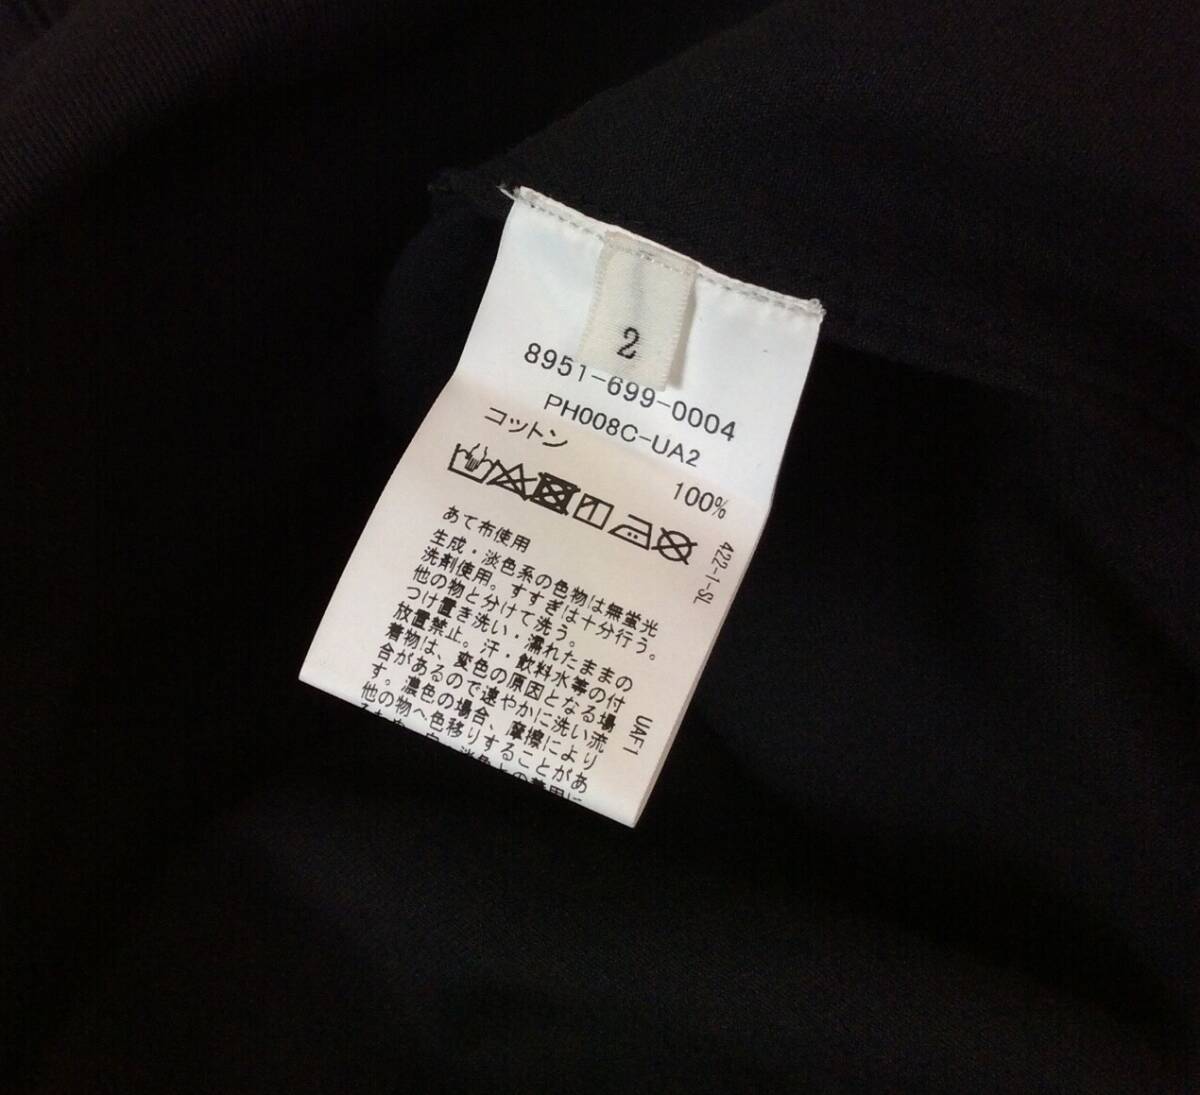 2
8951-699-0004
PH008C-UA2
コットン 100%
あて布使用
生成・淡色系の色物は無蛍光
洗剤使用。すすぎは十分行う。
他の物と分けて洗う。
つけ置き洗い・濡れたままの
放置禁止。汗・飲料水等の付
着物は、変色の原因となる場
合があるので速やかに洗い流
す。濃色の場合、摩擦により
他の物へ色移りすることがあ
422-1-SL
UAF1